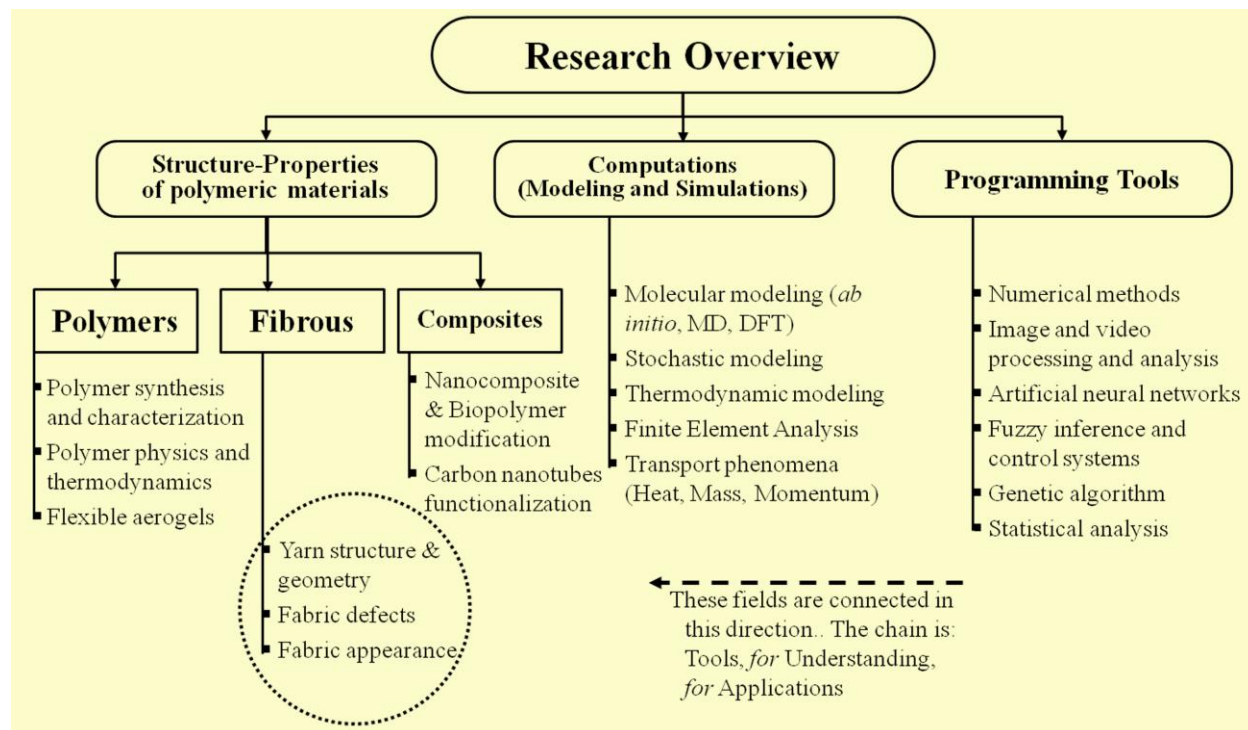 Research Overview
Structure-Properties
of polymeric materials
Computations
(Modeling and Simulations)
Programming Tools
Polymers
Polymer synthesis
and characterization
Polymer physics and
thermodynamics
Flexible aerogels
Fibrous
Yarn structure &
geometry
Fabric defects
Fabric appearance
Composites
Nanocomposite
& Biopolymer
modification
Carbon nanotubes
functionalization
Molecular modeling (ab
initio, MD, DFT)
Stochastic modeling
Thermodynamic modeling
Finite Element Analysis
Transport phenomena
(Heat, Mass, Momentum)
Numerical methods
Image and video
processing and analysis
Artificial neural networks
Fuzzy inference and
control systems
Genetic algorithm
Statistical analysis
These fields are connected in
this direction.. The chain is:
Tools, for Understanding,
for Applications